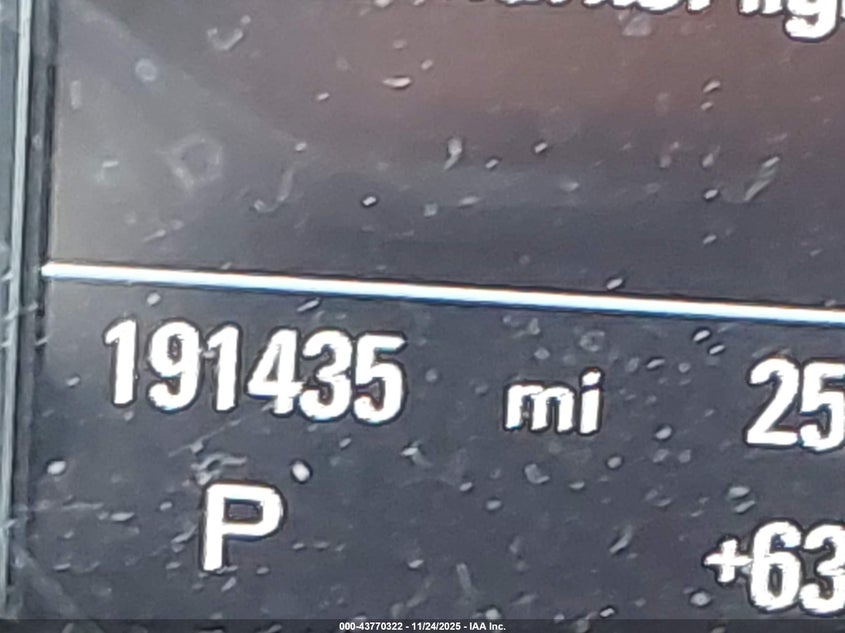 191435 mi 25
P +63
000-43770322 - 11/24/2025 - IAA Inc.